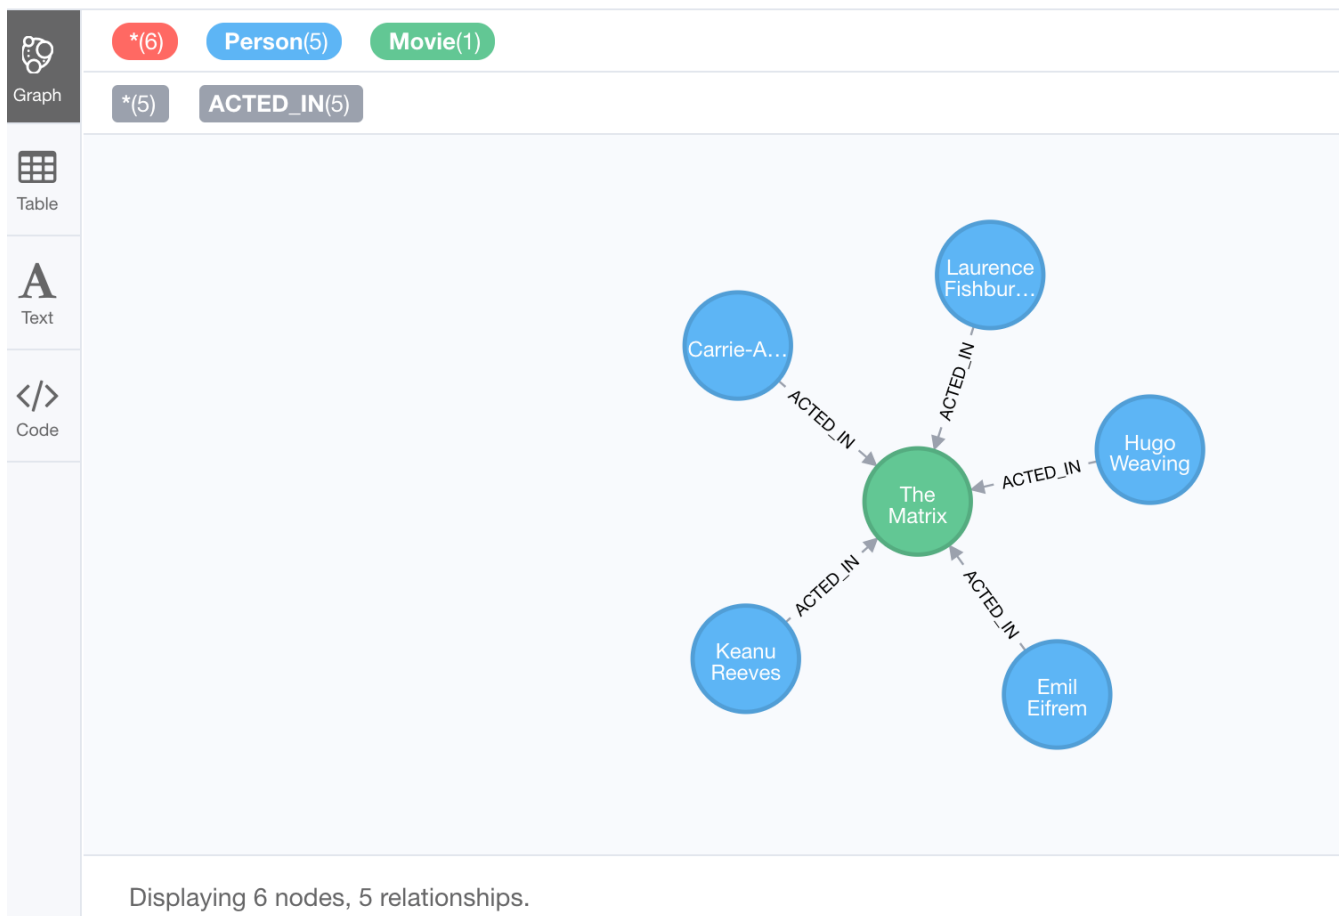 *(6) Person(5) Movie(1)
*(5) ACTED_IN(5)
Graph
Table
Text
Code
Laurence
Fishbur...
Carrie-A...
Hugo
Weaving
The
Matrix
Keanu
Reeves
Emil
Eifrem
ACTED_IN
ACTED_IN
ACTED_IN
ACTED_IN
ACTED_IN
Displaying 6 nodes, 5 relationships.